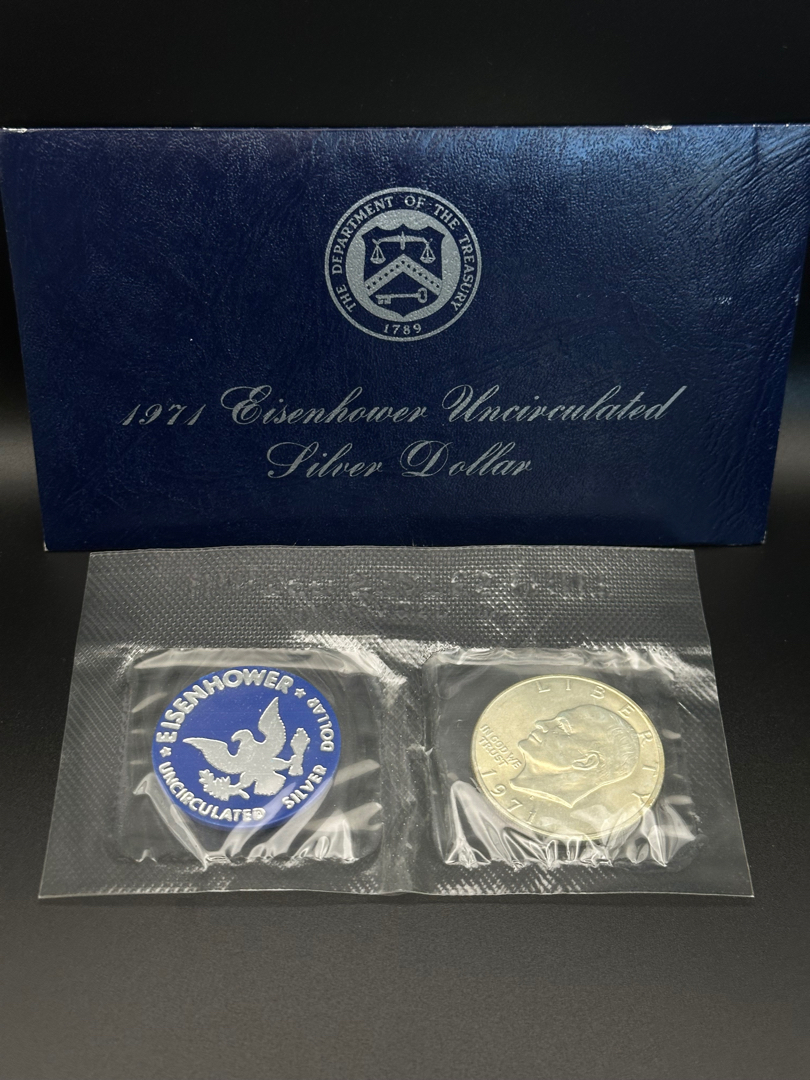 THE DEPARTMENT OF THE TREASURY
1789
1971 Eisenhower Uncirculated
Silver Dollar
★ EISENHOWER ★
UNCIRCULATED SILVER DOLLAR
LIBERTY
IN GOD WE
TRUST
1971